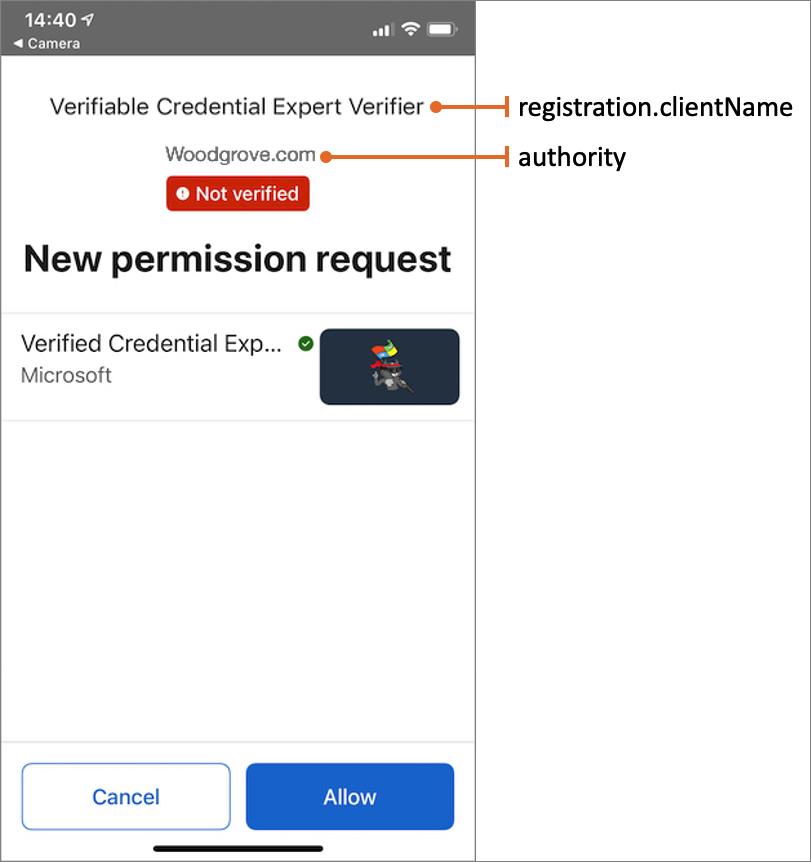 14:40
Camera
Verifiable Credential Expert Verifier
registration.clientName
Woodgrove.com
authority
Not verified
New permission request
Verified Credential Exp...
Microsoft
Cancel
Allow